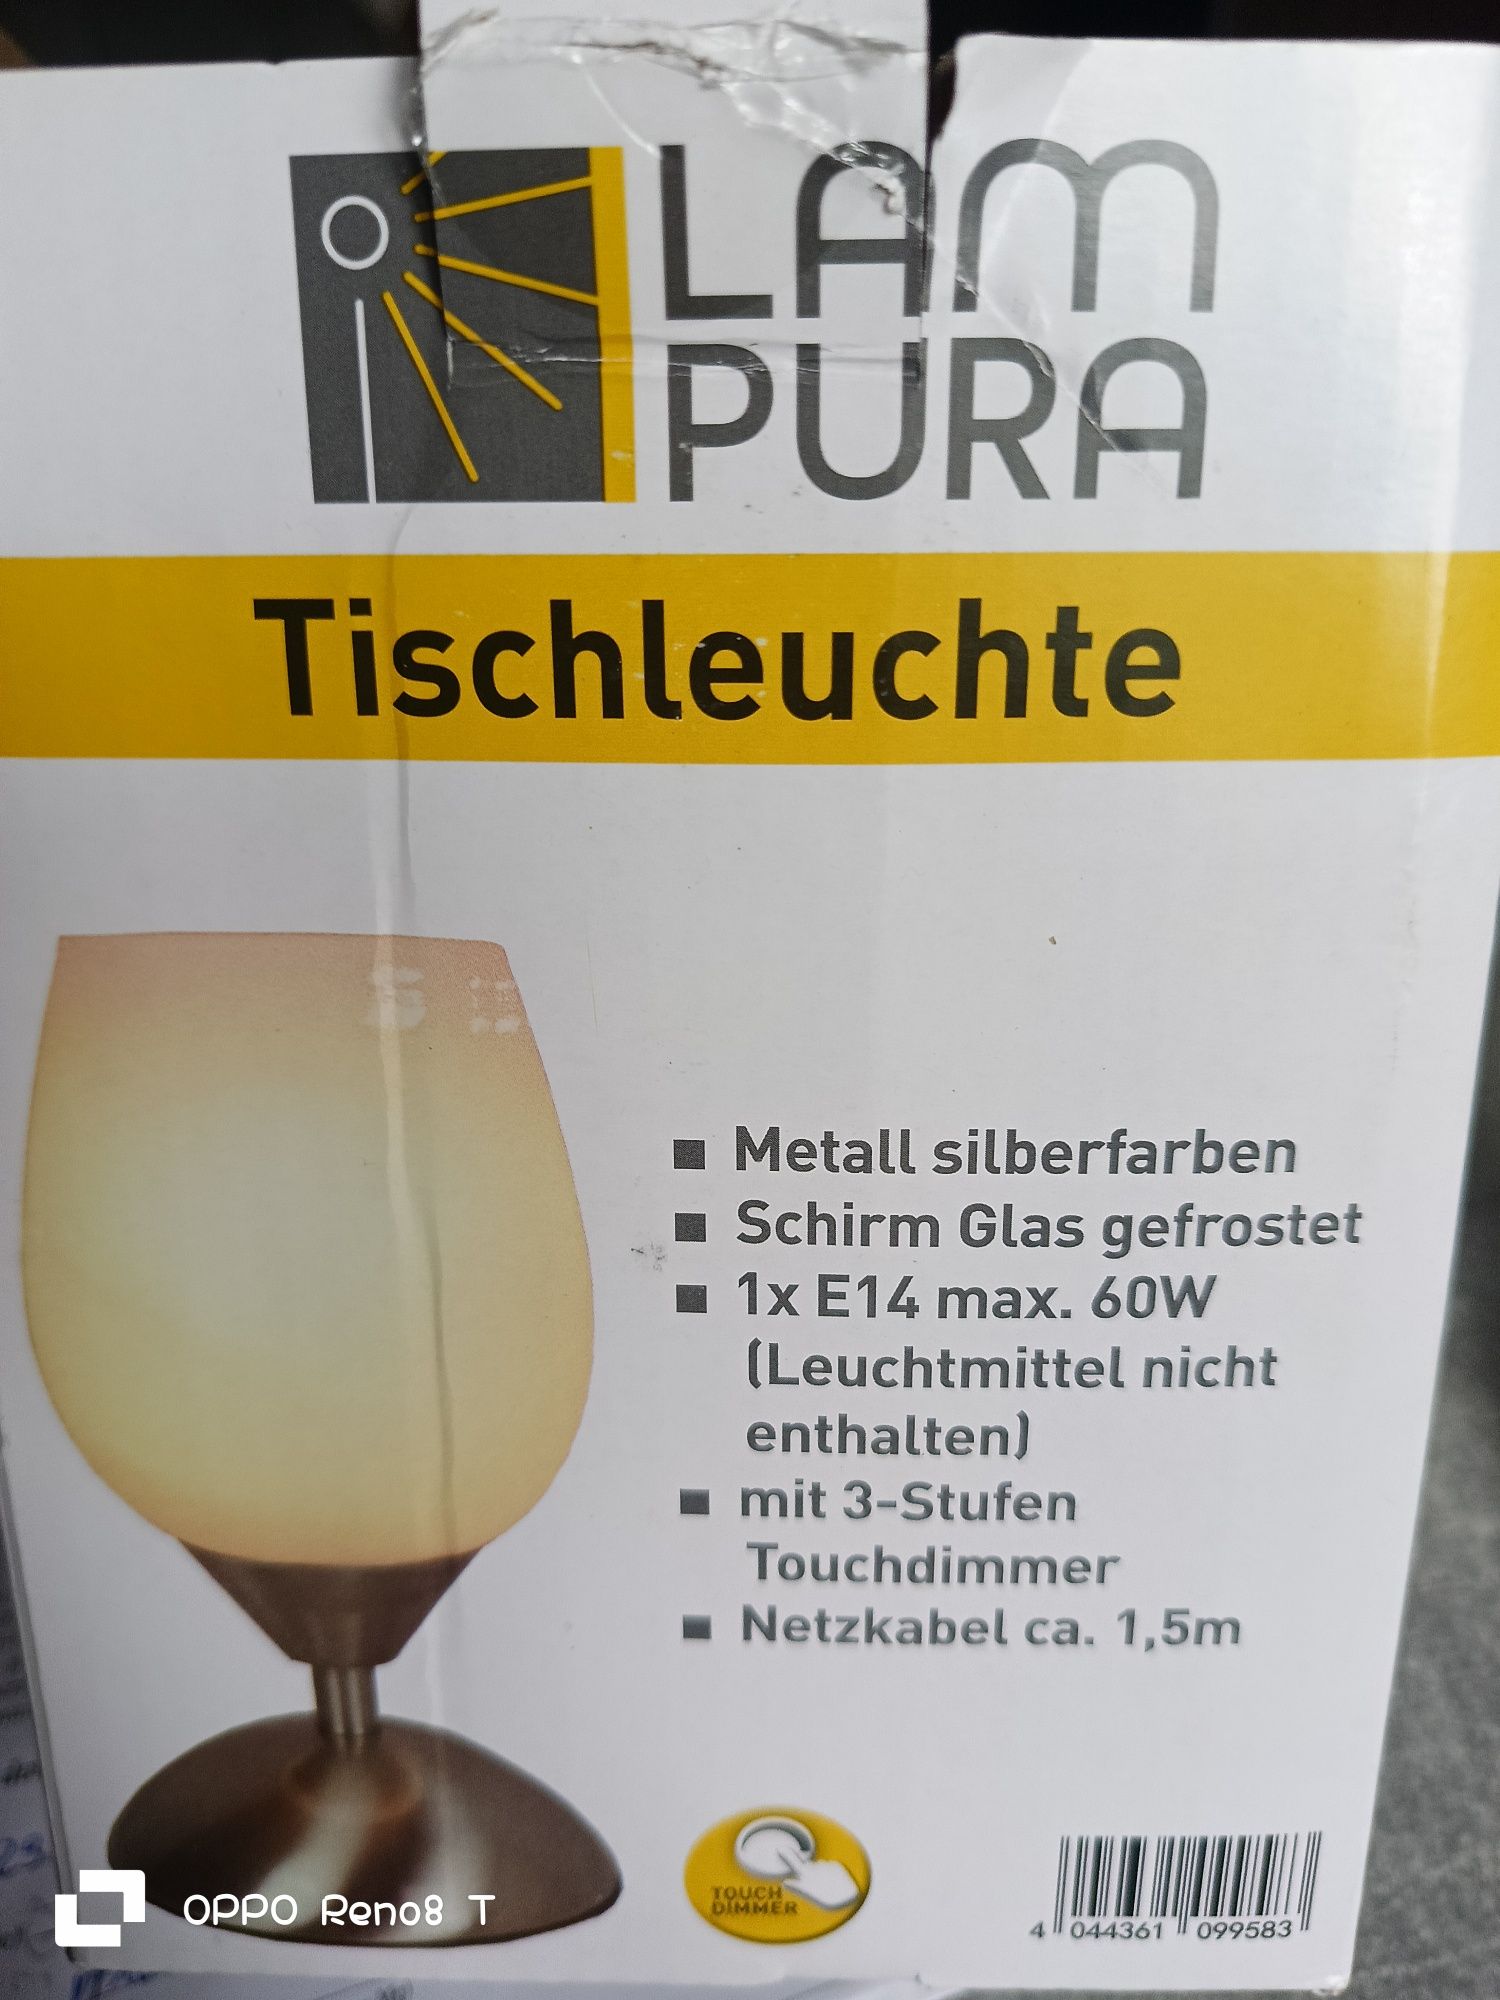 LAM
PURA
Tischleuchte
Metall silberfarben
Schirm Glas gefrostet
1x E14 max. 60W
(Leuchtmittel nicht
enthalten)
mit 3-Stufen
Touchdimmer
Netzkabel ca. 1,5m
TOUCH
DIMMER
4 044361 099583
OPPO Reno8 T